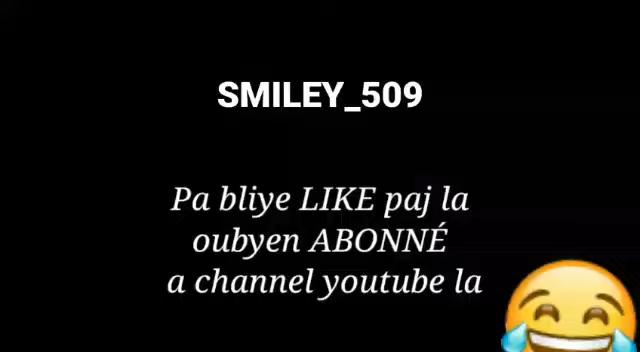 SMILEY_509
Pa bliye LIKE paj la
oubyen ABONNÉ
a channel youtube la